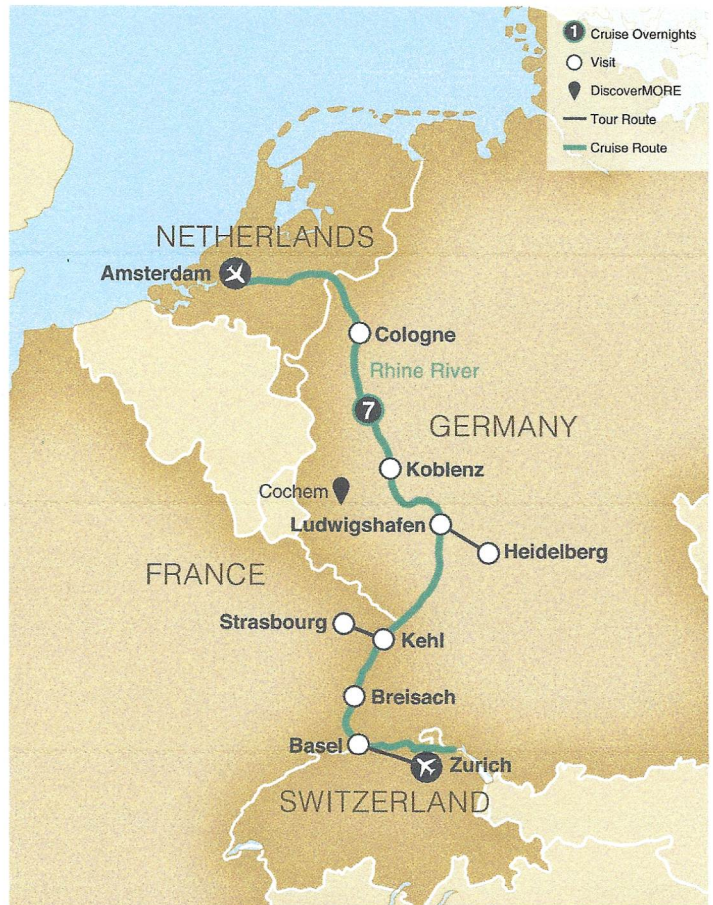 1 Cruise Overnights
Visit
DiscoverMORE
Tour Route
Cruise Route
NETHERLANDS
Amsterdam
Cologne
Rhine River
7
GERMANY
Koblenz
Cochem
Ludwigshafen
Heidelberg
FRANCE
Strasbourg
Kehl
Breisach
Basel
Zurich
SWITZERLAND